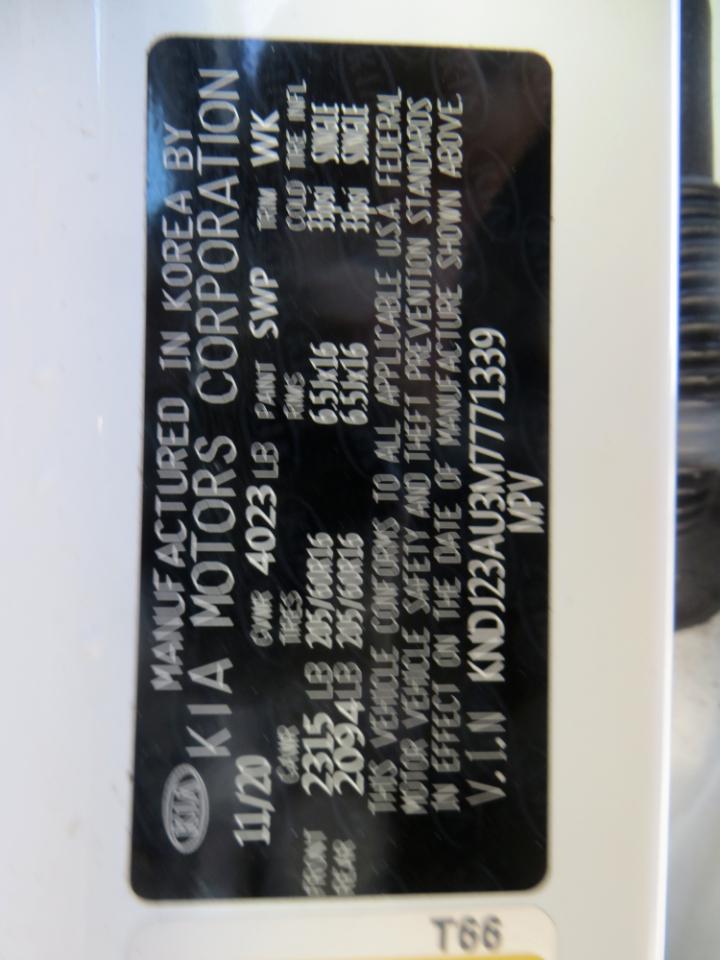 KIA
MANUFACTURED IN KOREA BY
KIA MOTORS CORPORATION
11/20 GVWR 4023 LB PAINT SWP TRIM WK
GAWR TIRES RIMS COLD TIRE INFL
FRONT 2315 LB 205/60R16 6.5Jx16 33psi SINGLE
REAR 2094LB 205/60R16 6.5Jx16 33psi SINGLE
THIS VEHICLE CONFORMS TO ALL APPLICABLE U.S.A. FEDERAL
MOTOR VEHICLE SAFETY AND THEFT PREVENTION STANDARDS
IN EFFECT ON THE DATE OF MANUFACTURE SHOWN ABOVE.
V.I.N KNDJ23AU3M7771339
MPV
T66